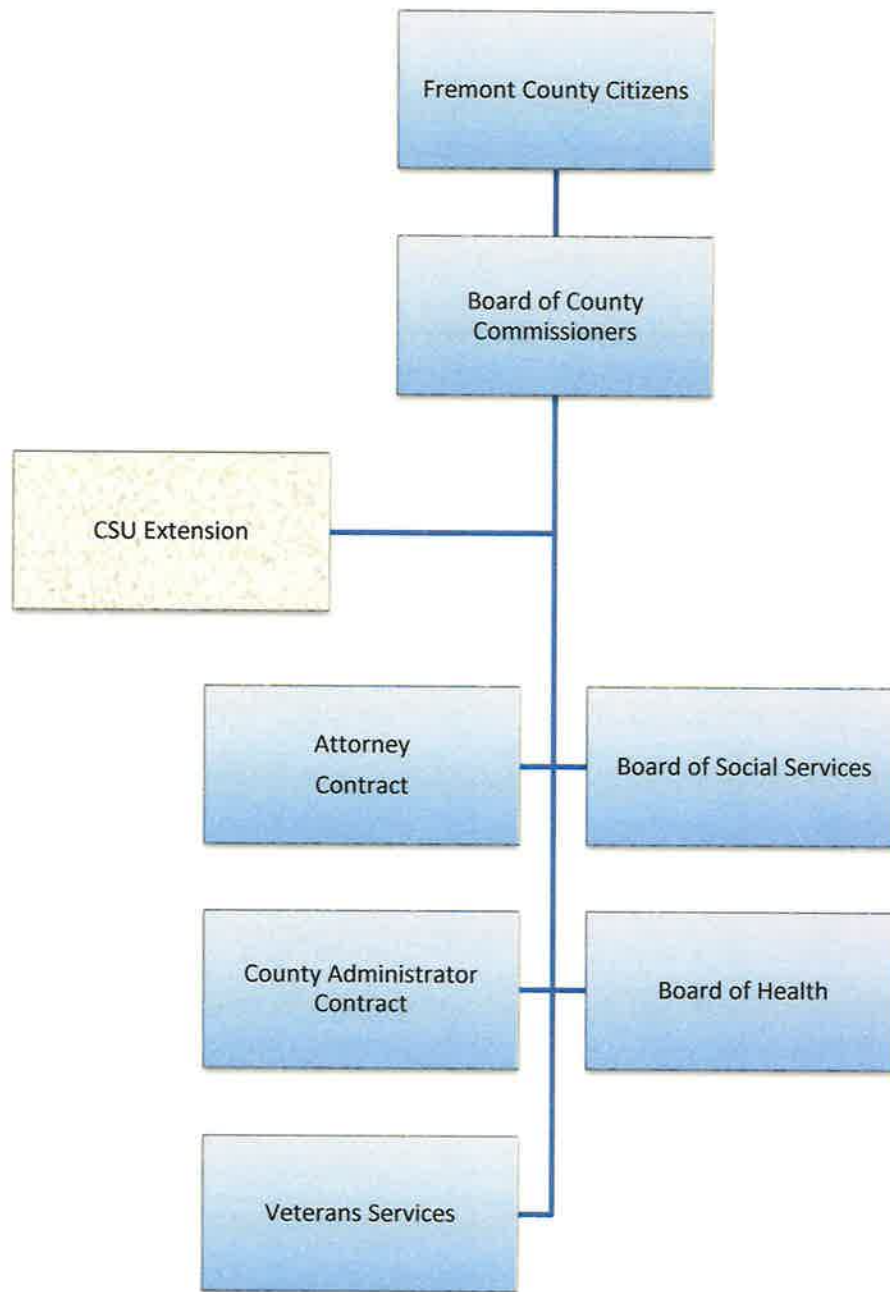 Fremont County Citizens
Board of County
Commissioners
CSU Extension
Attorney
Contract
Board of Social Services
County Administrator
Contract
Board of Health
Veterans Services